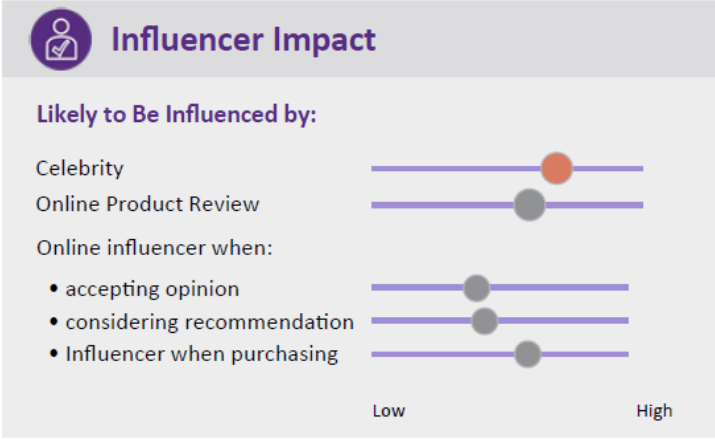 Influencer Impact
Likely to Be Influenced by:
Celebrity
Online Product Review
Online influencer when:
• accepting opinion
• considering recommendation
• Influencer when purchasing
Low High